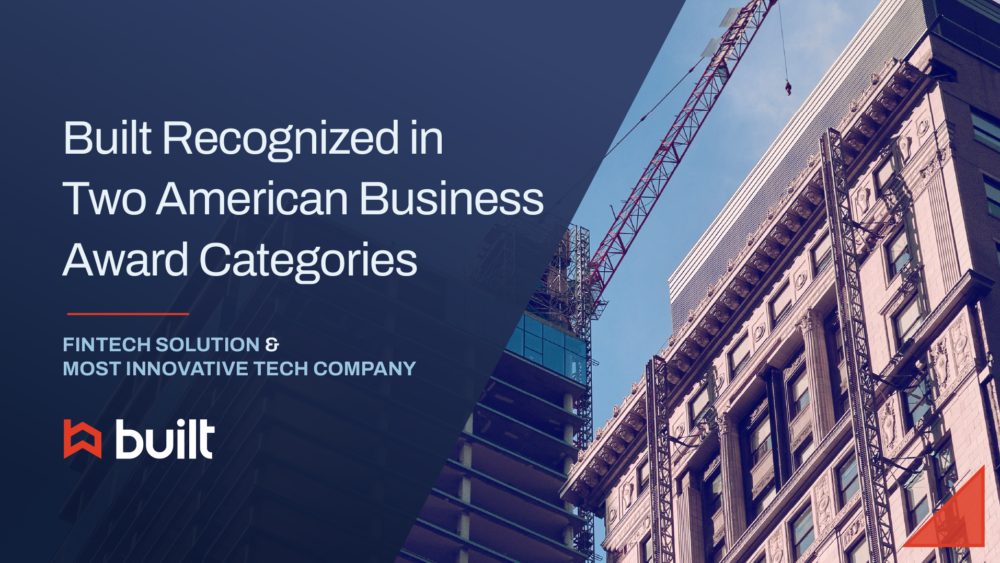 Built Recognized in
Two American Business
Award Categories
FINTECH SOLUTION &
MOST INNOVATIVE TECH COMPANY
built